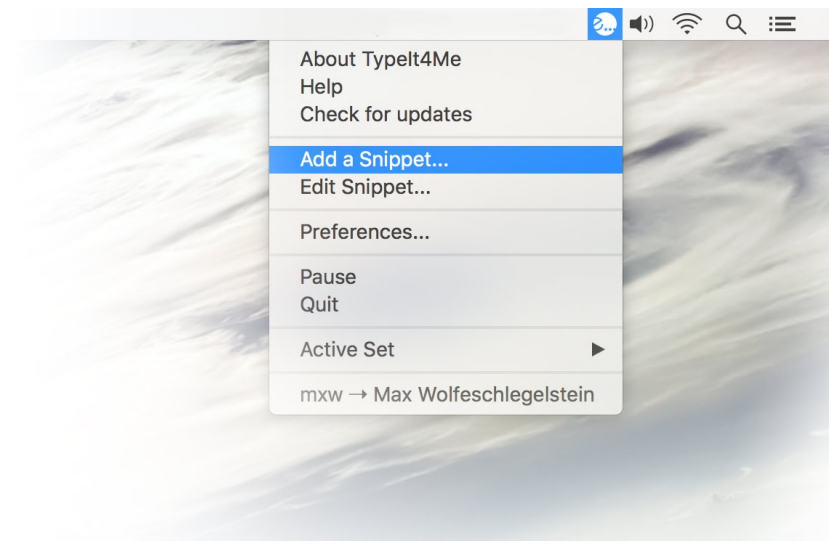 About TypeIt4Me
Help
Check for updates
Add a Snippet...
Edit Snippet...
Preferences...
Pause
Quit
Active Set
mxw → Max Wolfeschlegelstein